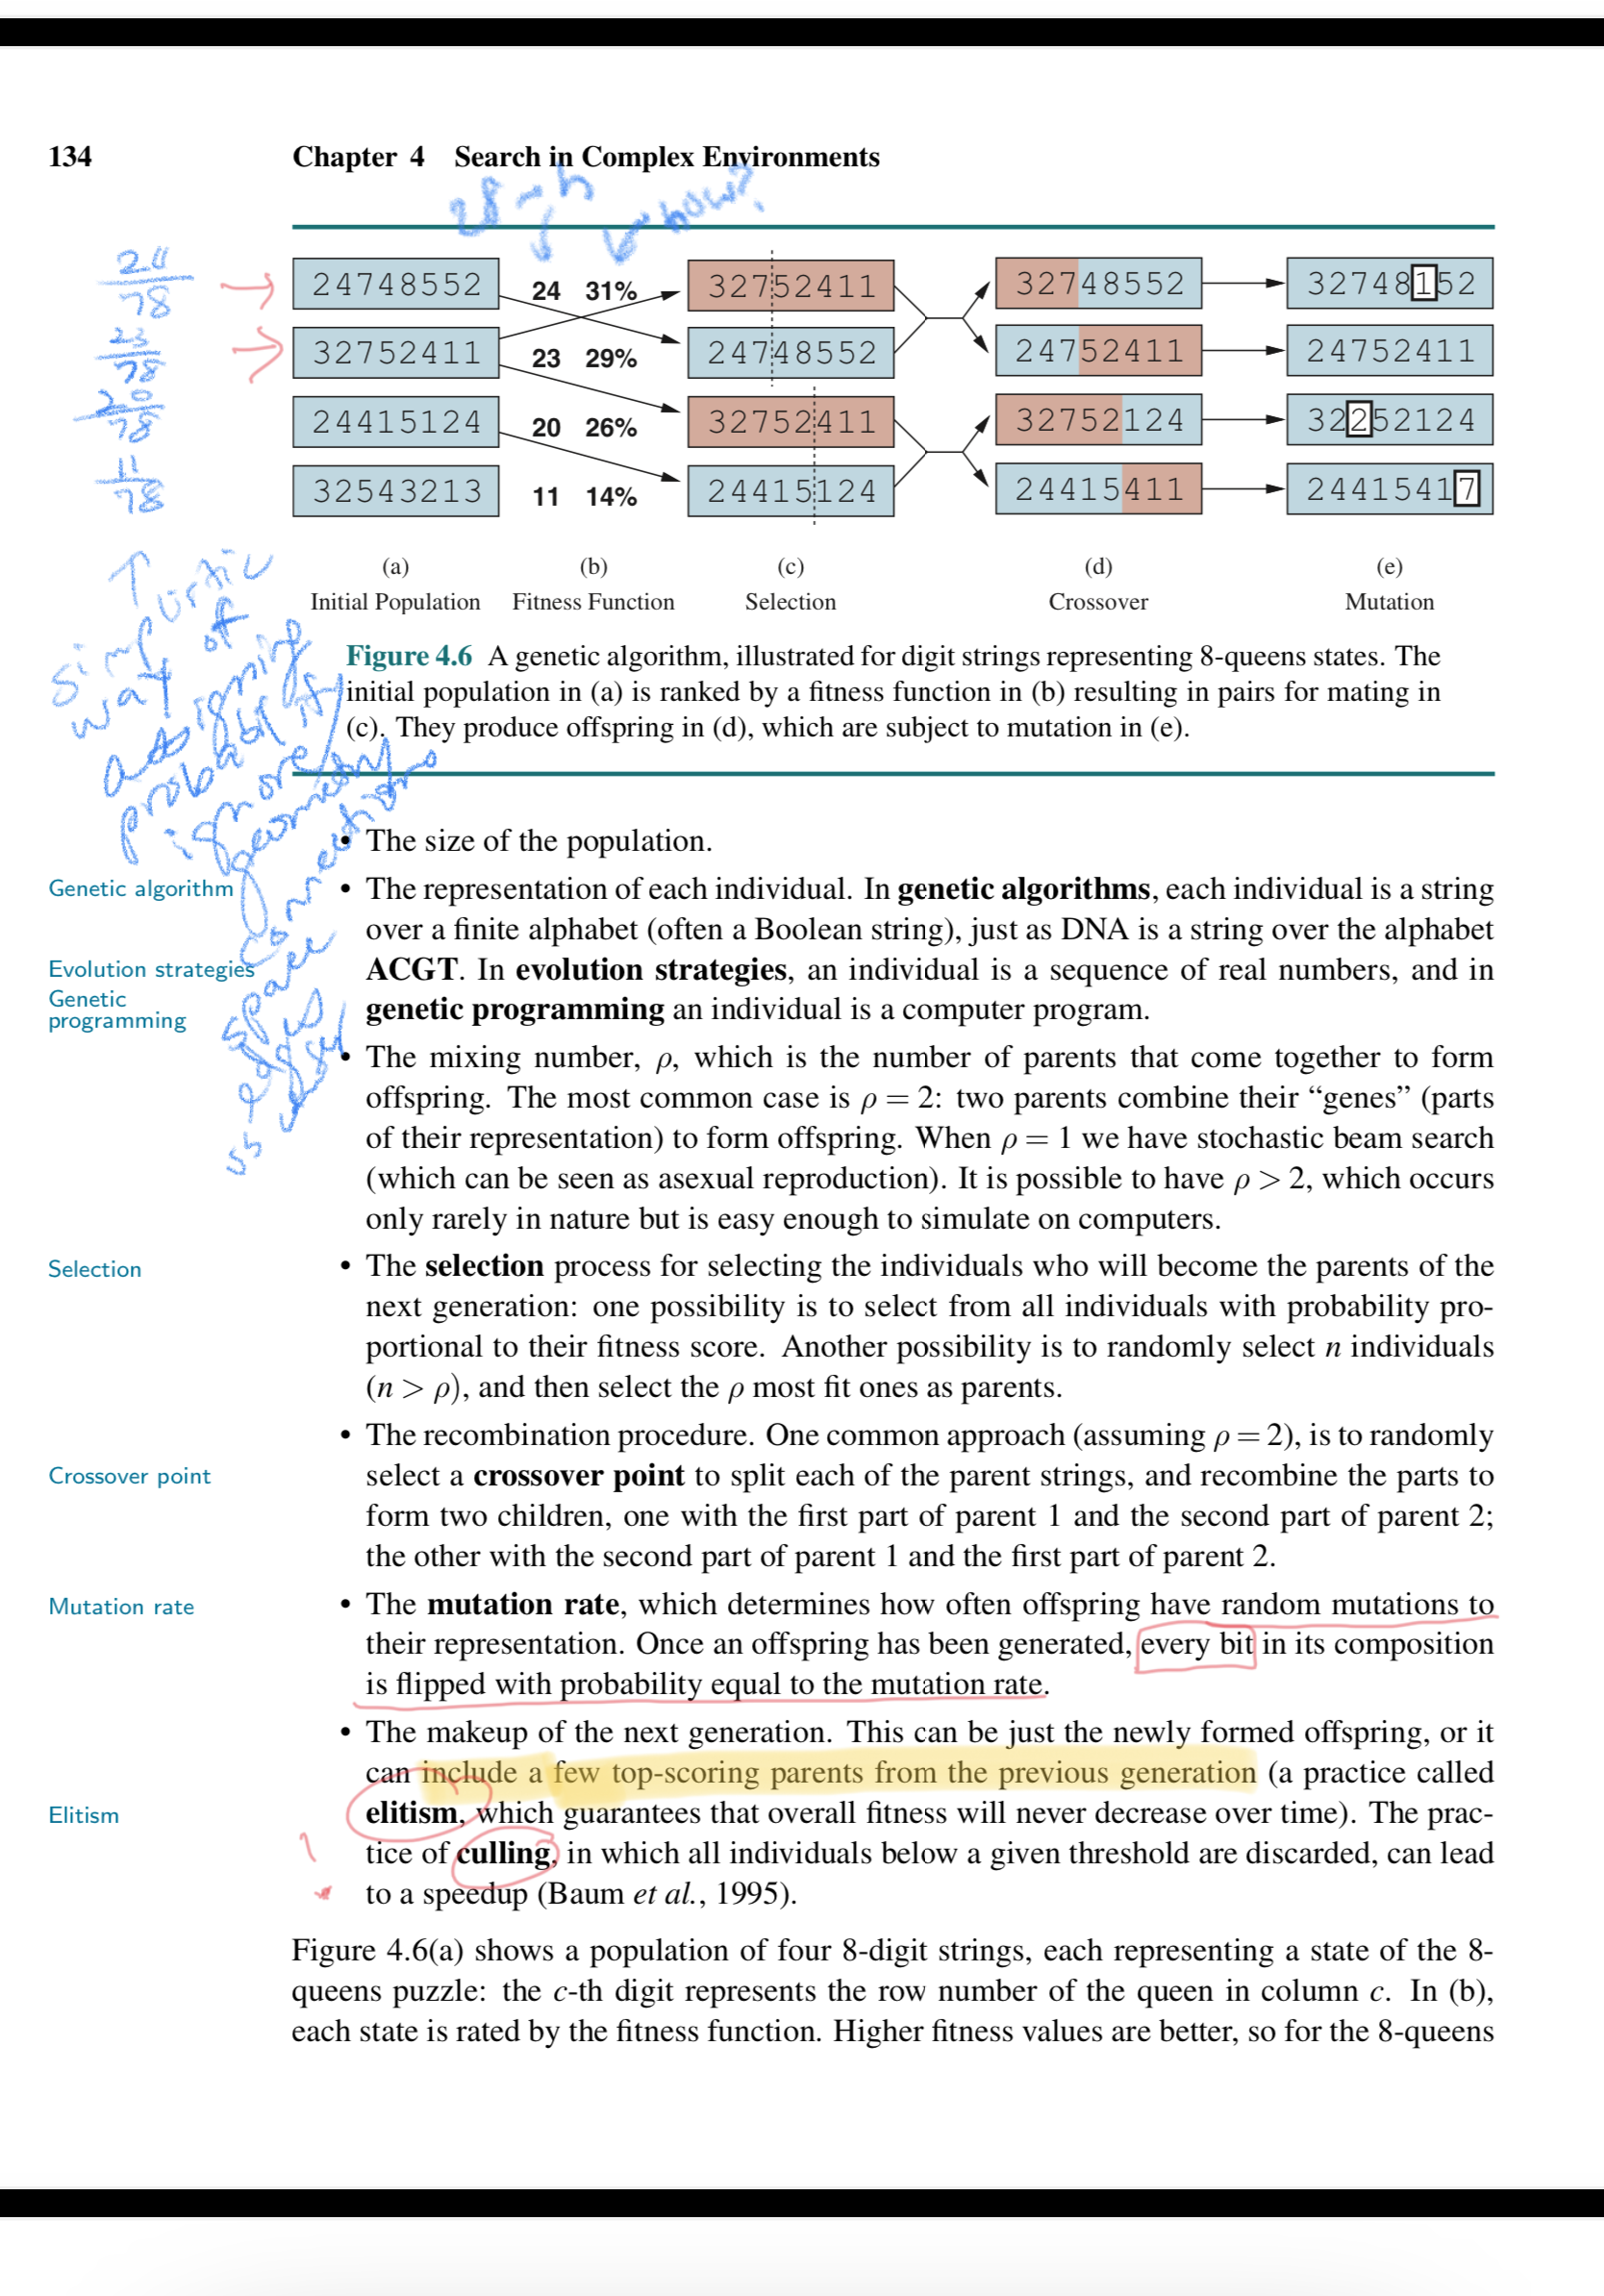 134 Chapter 4 Search in Complex Environments
28 - h
how?
24/78
23/78
20/78
11/78
24748552 24 31% 32752411 32748552 32748152
32752411 23 29% 24748552 24752411 24752411
24415124 20 26% 32752411 32752124 32252124
32543213 11 14% 24415124 24415411 24415417
(a) (b) (c) (d) (e)
Initial Population Fitness Function Selection Crossover Mutation
way of
assigning
ignore
geometry
space
Figure 4.6 A genetic algorithm, illustrated for digit strings representing 8-queens states. The
initial population in (a) is ranked by a fitness function in (b) resulting in pairs for mating in
(c). They produce offspring in (d), which are subject to mutation in (e).
• The size of the population.
Genetic algorithm
• The representation of each individual. In genetic algorithms, each individual is a string
over a finite alphabet (often a Boolean string), just as DNA is a string over the alphabet
Evolution strategies
ACGT. In evolution strategies, an individual is a sequence of real numbers, and in
Genetic
programming
genetic programming an individual is a computer program.
• The mixing number, ρ, which is the number of parents that come together to form
offspring. The most common case is ρ = 2: two parents combine their “genes” (parts
of their representation) to form offspring. When ρ = 1 we have stochastic beam search
(which can be seen as asexual reproduction). It is possible to have ρ > 2, which occurs
only rarely in nature but is easy enough to simulate on computers.
Selection
• The selection process for selecting the individuals who will become the parents of the
next generation: one possibility is to select from all individuals with probability pro-
portional to their fitness score. Another possibility is to randomly select n individuals
(n > ρ), and then select the ρ most fit ones as parents.
• The recombination procedure. One common approach (assuming ρ = 2), is to randomly
Crossover point
select a crossover point to split each of the parent strings, and recombine the parts to
form two children, one with the first part of parent 1 and the second part of parent 2;
the other with the second part of parent 1 and the first part of parent 2.
Mutation rate
• The mutation rate, which determines how often offspring have random mutations to
their representation. Once an offspring has been generated, every bit in its composition
is flipped with probability equal to the mutation rate.
• The makeup of the next generation. This can be just the newly formed offspring, or it
can include a few top-scoring parents from the previous generation (a practice called
Elitism
elitism, which guarantees that overall fitness will never decrease over time). The prac-
tice of culling, in which all individuals below a given threshold are discarded, can lead
to a speedup (Baum et al., 1995).
Figure 4.6(a) shows a population of four 8-digit strings, each representing a state of the 8-
queens puzzle: the c-th digit represents the row number of the queen in column c. In (b),
each state is rated by the fitness function. Higher fitness values are better, so for the 8-queens